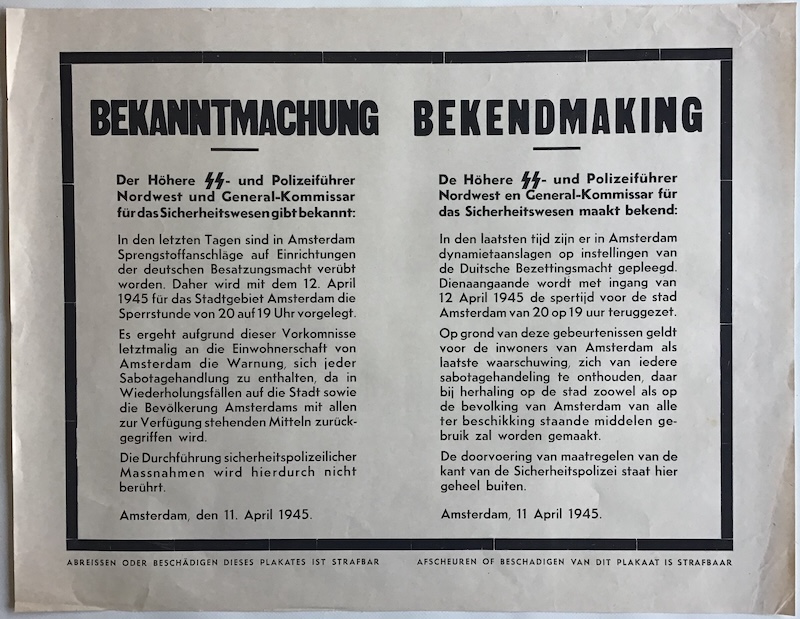 BEKANNTMACHUNG
Der Höhere ᛋᛋ- und Polizeiführer
Nordwest und General-Kommissar
für das Sicherheitswesen gibt bekannt:
In den letzten Tagen sind in Amsterdam
Sprengstoffanschläge auf Einrichtungen
der deutschen Besatzungsmacht verübt
worden. Daher wird mit dem 12. April
1945 für das Stadtgebiet Amsterdam die
Sperrstunde von 20 auf 19 Uhr vorgelegt.
Es ergeht aufgrund dieser Vorkomnisse
letztmalig an die Einwohnerschaft von
Amsterdam die Warnung, sich jeder
Sabotagehandlung zu enthalten, da in
Wiederholungsfällen auf die Stadt sowie
die Bevölkerung Amsterdams mit allen
zur Verfügung stehenden Mitteln zurück-
gegriffen wird.
Die Durchführung sicherheitspolizeilicher
Massnahmen wird hierdurch nicht
berührt.
Amsterdam, den 11. April 1945.
ABREISSEN ODER BESCHÄDIGEN DIESES PLAKATES IST STRAFBAR
BEKENDMAKING
De Höhere ᛋᛋ- und Polizeiführer
Nordwest en General-Kommissar für
das Sicherheitswesen maakt bekend:
In den laatsten tijd zijn er in Amsterdam
dynamietaanslagen op instellingen van
de Duitsche Bezettingsmacht gepleegd.
Dienaangaande wordt met ingang van
12 April 1945 de spertijd voor de stad
Amsterdam van 20 op 19 uur teruggezet.
Op grond van deze gebeurtenissen geldt
voor de inwoners van Amsterdam als
laatste waarschuwing, zich van iedere
sabotagehandeling te onthouden, daar
bij herhaling op de stad zoowel als op
de bevolking van Amsterdam van alle
ter beschikking staande middelen ge-
bruik zal worden gemaakt.
De doorvoering van maatregelen van de
kant van de Sicherheitspolizei staat hier
geheel buiten.
Amsterdam, 11 April 1945.
AFSCHEUREN OF BESCHADIGEN VAN DIT PLAKAAT IS STRAFBAAR